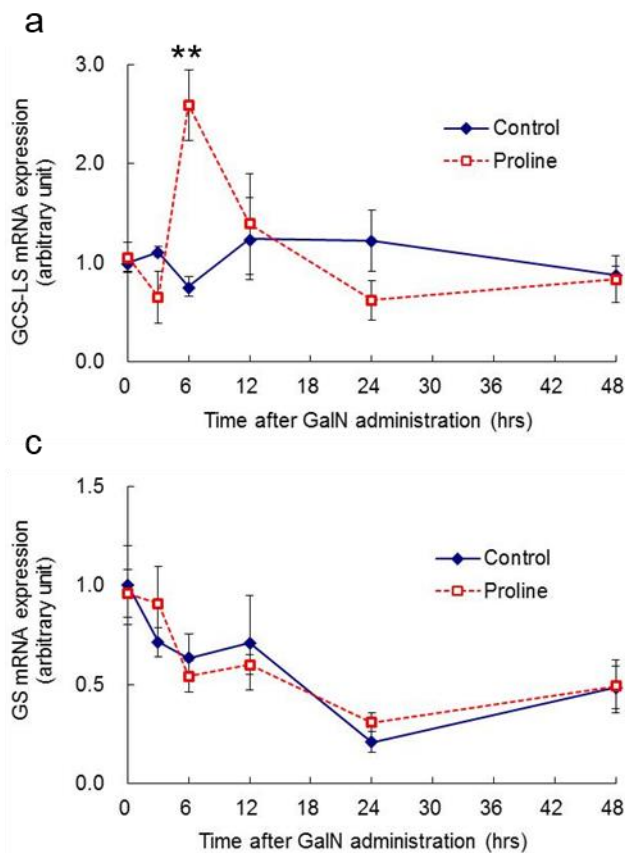 a
**
3.0
2.0
1.0
0.0
GCS-LS mRNA expression
(arbitrary unit)
Control
Proline
0 6 12 18 24 30 36 42 48
Time after GalN administration (hrs)
c
1.5
1.0
0.5
0.0
GS mRNA expression
(arbitrary unit)
Control
Proline
0 6 12 18 24 30 36 42 48
Time after GalN administration (hrs)